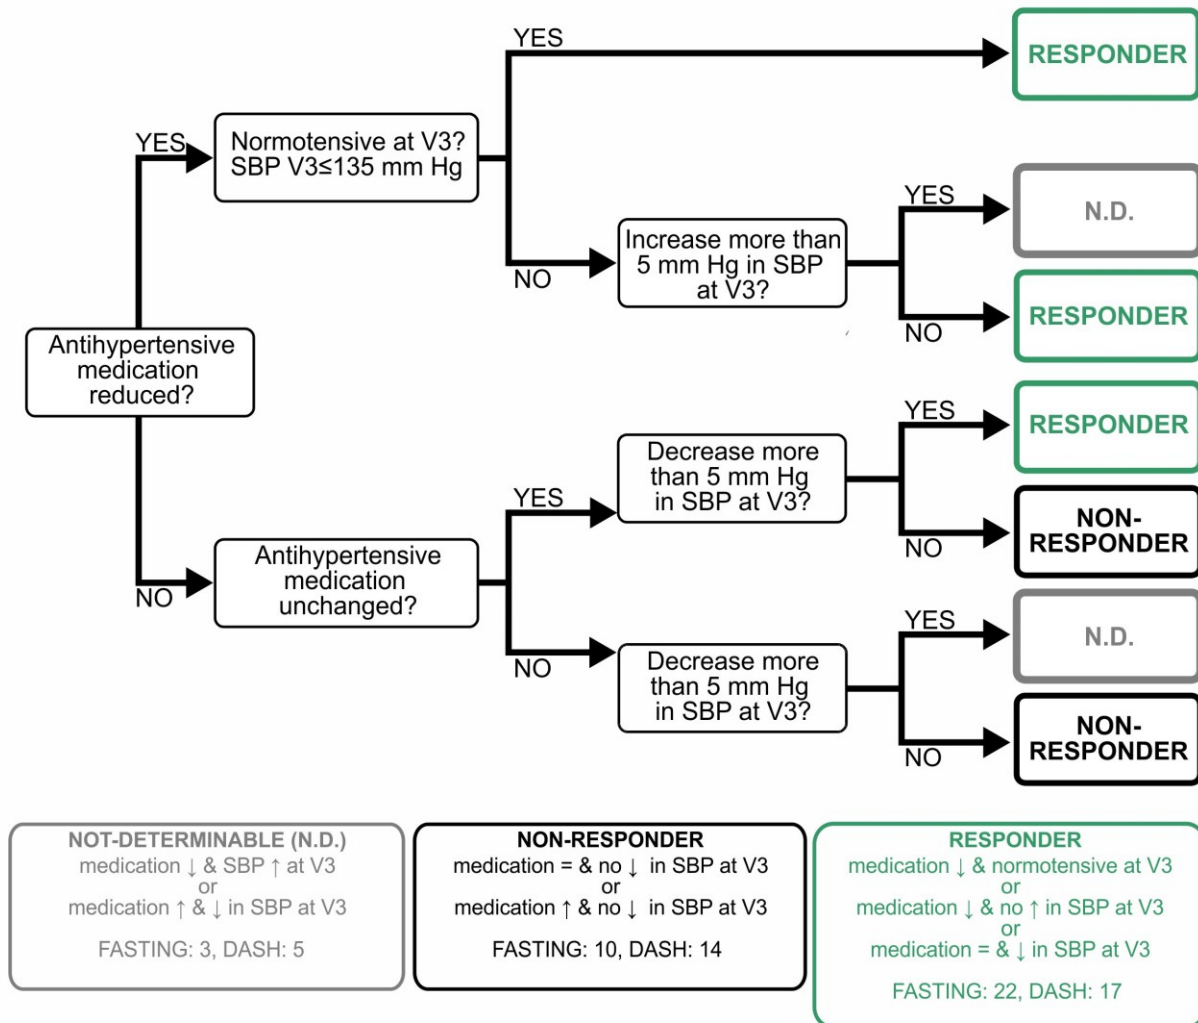 YES
RESPONDER
YES
Normotensive at V3?
SBP V3≤135 mm Hg
YES
N.D.
Increase more than
5 mm Hg in SBP
at V3?
NO
NO
RESPONDER
Antihypertensive
medication
reduced?
YES
RESPONDER
Decrease more
than 5 mm Hg
in SBP at V3?
YES
NON-
RESPONDER
NO
Antihypertensive
medication
unchanged?
NO
YES
N.D.
NO
Decrease more
than 5 mm Hg
in SBP at V3?
NON-
RESPONDER
NO
NOT-DETERMINABLE (N.D.)
medication ↓ & SBP ↑ at V3
or
medication ↑ & ↓ in SBP at V3
FASTING: 3, DASH: 5
NON-RESPONDER
medication = & no ↓ in SBP at V3
or
medication ↑ & no ↓ in SBP at V3
FASTING: 10, DASH: 14
RESPONDER
medication ↓ & normotensive at V3
or
medication ↓ & no ↑ in SBP at V3
or
medication = & ↓ in SBP at V3
FASTING: 22, DASH: 17